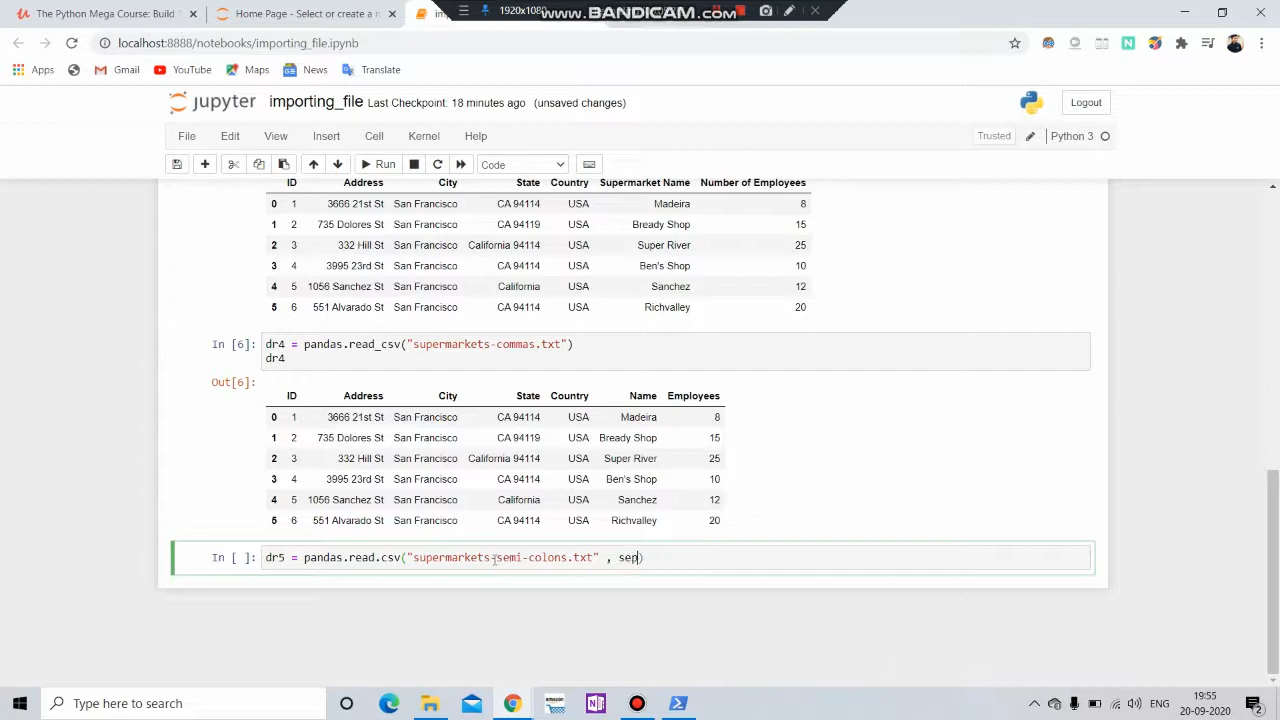 The Python Mega Course: Build
Home Page - Select or create a n
im
1920x1080
www.BANDICAM.com
localhost:8888/notebooks/importing_file.ipynb
Apps Gmail YouTube Maps News Translate
jupyter importing_file Last Checkpoint: 18 minutes ago (unsaved changes) Logout
File Edit View Insert Cell Kernel Help Trusted Python 3
Run Code
ID Address City State Country Supermarket Name Number of Employees
0 1 3666 21st St San Francisco CA 94114 USA Madeira 8
1 2 735 Dolores St San Francisco CA 94119 USA Bready Shop 15
2 3 332 Hill St San Francisco California 94114 USA Super River 25
3 4 3995 23rd St San Francisco CA 94114 USA Ben's Shop 10
4 5 1056 Sanchez St San Francisco California USA Sanchez 12
5 6 551 Alvarado St San Francisco CA 94114 USA Richvalley 20
In [6]: dr4 = pandas.read_csv("supermarkets-commas.txt")
dr4
Out[6]:
ID Address City State Country Name Employees
0 1 3666 21st St San Francisco CA 94114 USA Madeira 8
1 2 735 Dolores St San Francisco CA 94119 USA Bready Shop 15
2 3 332 Hill St San Francisco California 94114 USA Super River 25
3 4 3995 23rd St San Francisco CA 94114 USA Ben's Shop 10
4 5 1056 Sanchez St San Francisco California USA Sanchez 12
5 6 551 Alvarado St San Francisco CA 94114 USA Richvalley 20
In [ ]: dr5 = pandas.read.csv("supermarkets-semi-colons.txt" , sep)
Type here to search
amazon
ENG
19:55
20-09-2020
2